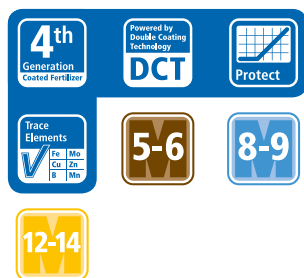 4th
Generation
Coated Fertilizer
Powered by
Double Coating
Technology
DCT
Protect
Trace
Elements
Fe Mo
Cu Zn
B Mn
5-6
8-9
12-14